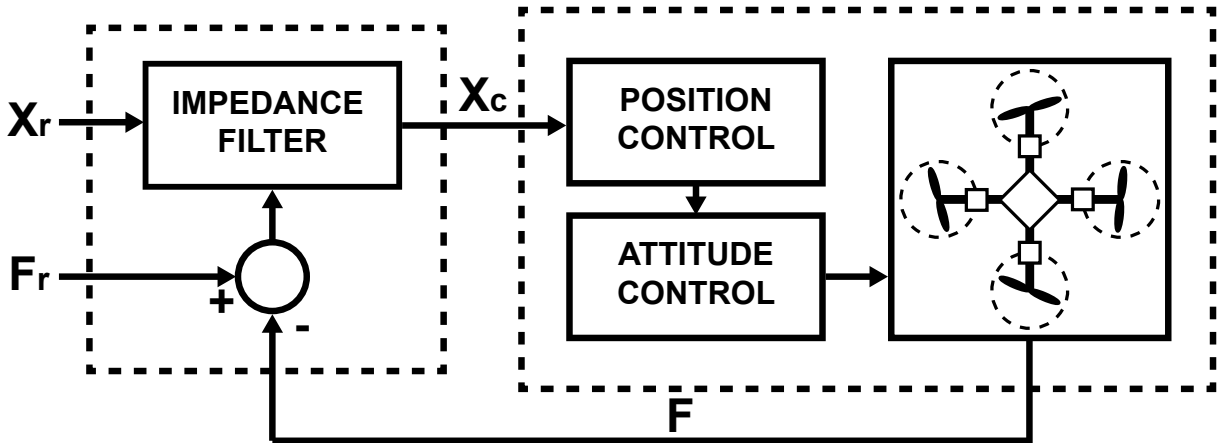 Xr
IMPEDANCE
FILTER
Xc
POSITION
CONTROL
ATTITUDE
CONTROL
Fr
+
-
F